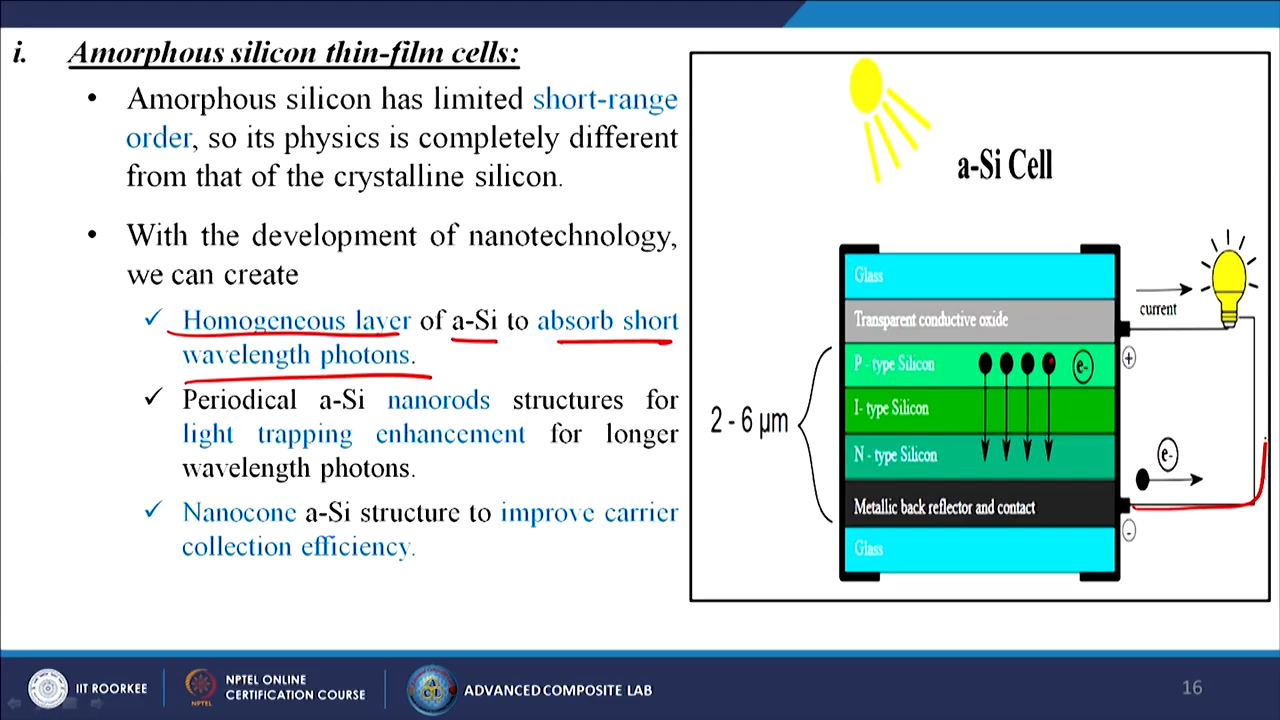 i. Amorphous silicon thin-film cells:
• Amorphous silicon has limited short-range
order, so its physics is completely different
from that of the crystalline silicon.
• With the development of nanotechnology,
we can create
✓ Homogeneous layer of a-Si to absorb short
wavelength photons.
✓ Periodical a-Si nanorods structures for
light trapping enhancement for longer
wavelength photons.
✓ Nanocone a-Si structure to improve carrier
collection efficiency.
a-Si Cell
Glass
Transparent conductive oxide
P - type Silicon
e-
I- type Silicon
N - type Silicon
Metallic back reflector and contact
Glass
2 - 6 µm
current
+
e-
-
IIT ROORKEE
NPTEL
NPTEL ONLINE
CERTIFICATION COURSE
ACL
ADVANCED COMPOSITE LAB
16